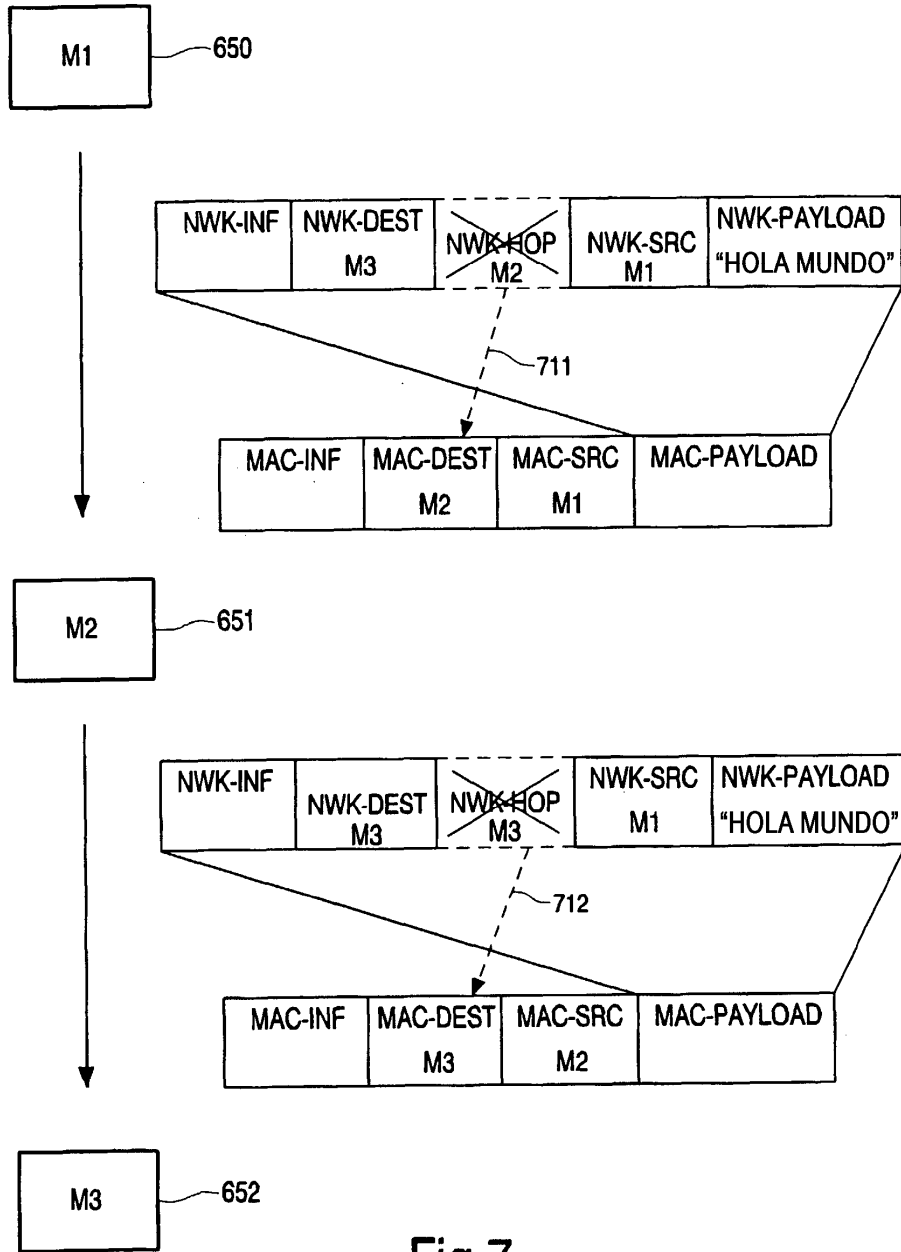 M1
650
NWK-INF NWK-DEST NWK-HOP NWK-SRC NWK-PAYLOAD
M3 M2 M1 “HOLA MUNDO”
711
MAC-INF MAC-DEST MAC-SRC MAC-PAYLOAD
M2 M1
M2
651
NWK-INF NWK-DEST NWK-HOP NWK-SRC NWK-PAYLOAD
M3 M3 M1 “HOLA MUNDO”
712
MAC-INF MAC-DEST MAC-SRC MAC-PAYLOAD
M3 M2
M3
652
Fig 7